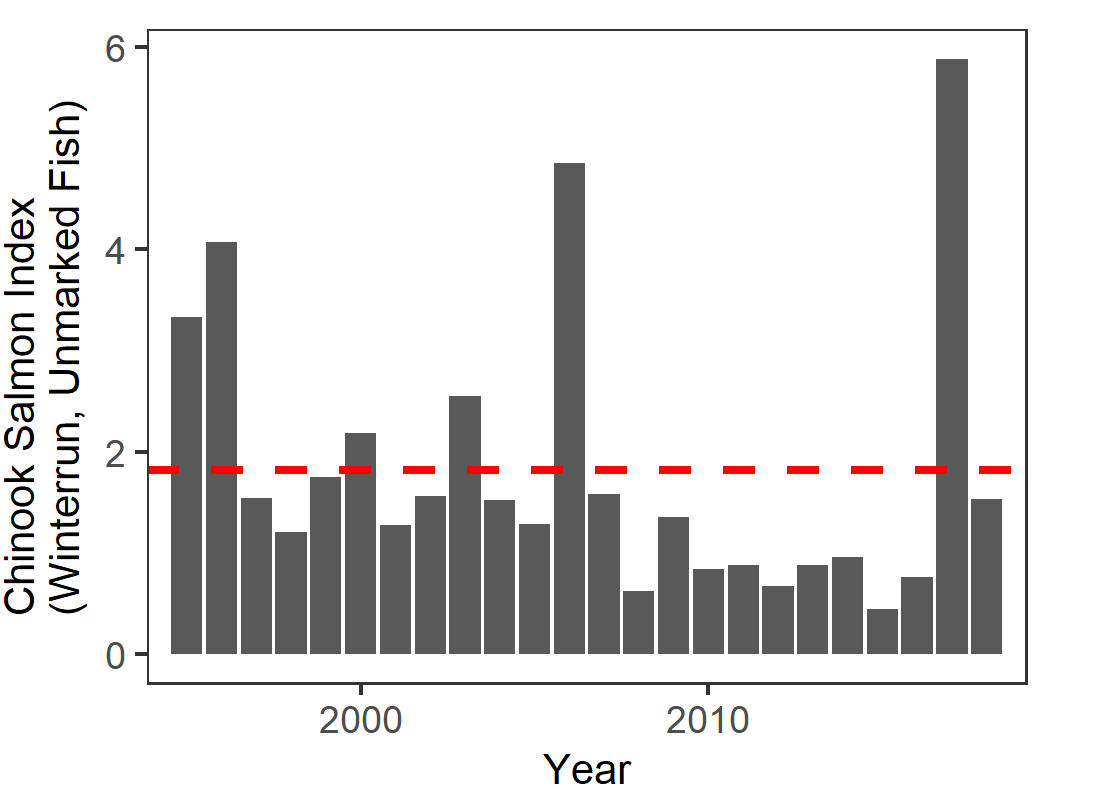 Chinook Salmon Index
(Winterrun, Unmarked Fish)
6
4
2
0
2000
2010
Year